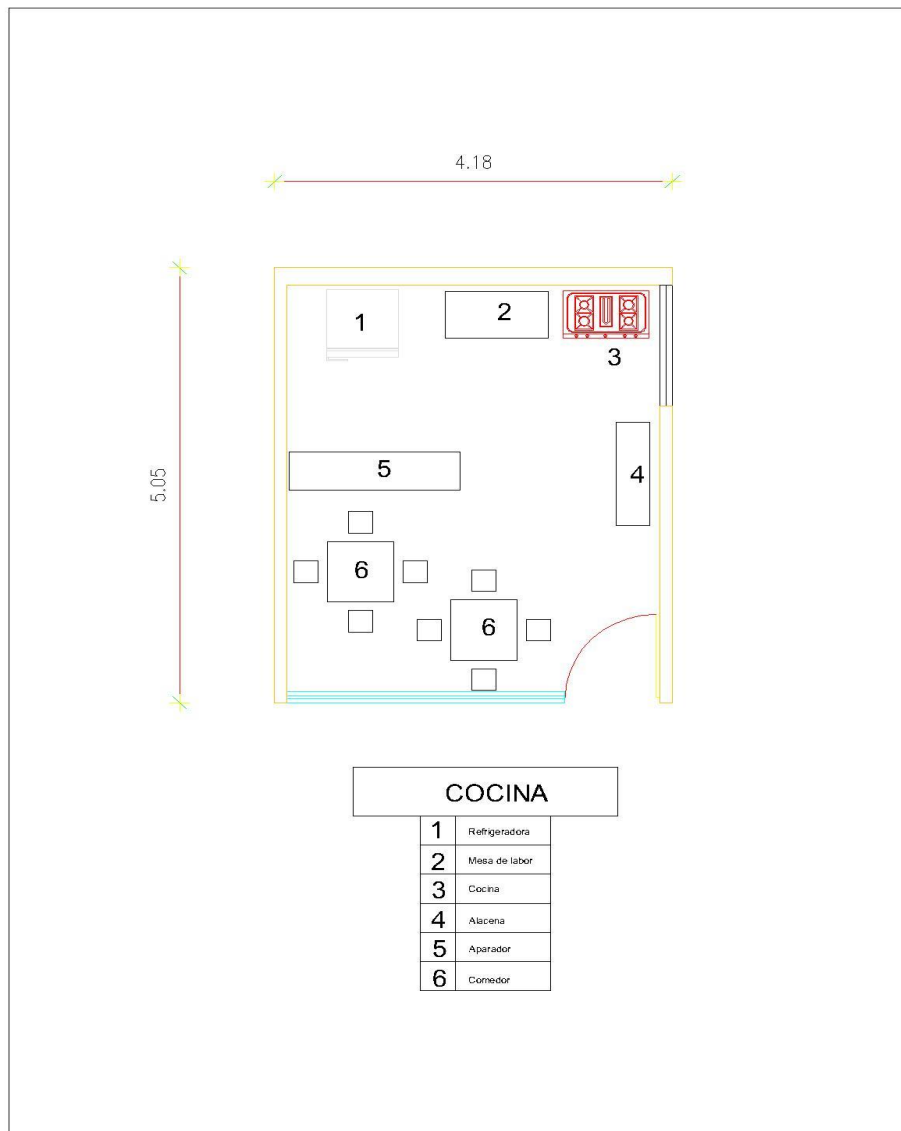 4.18
5.05
1
2
3
4
5
6
6
COCINA
1 Refrigeradora
2 Mesa de labor
3 Cocina
4 Alacena
5 Aparador
6 Comedor